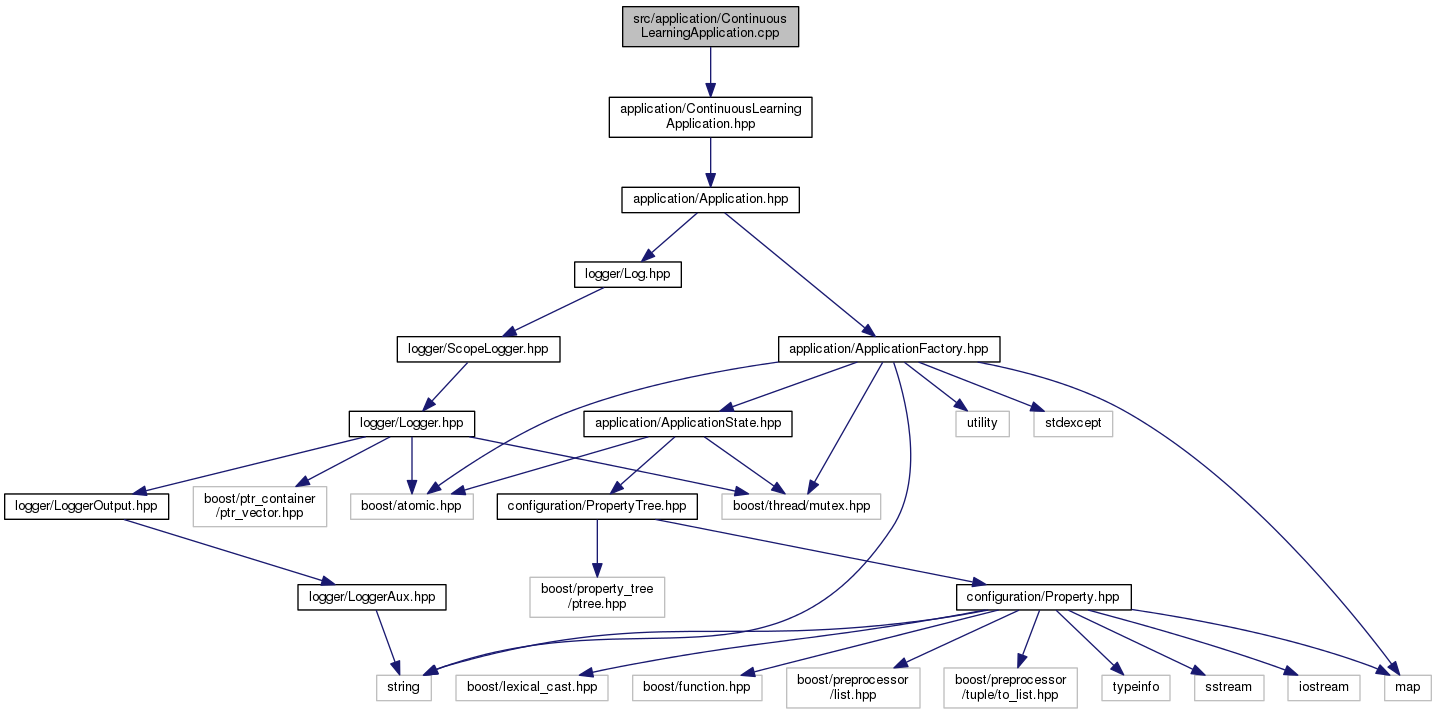 src/application/Continuous
LearningApplication.cpp
application/ContinuousLearning
Application.hpp
application/Application.hpp
logger/Log.hpp
logger/ScopeLogger.hpp
application/ApplicationFactory.hpp
logger/Logger.hpp
application/ApplicationState.hpp
utility
stdexcept
logger/LoggerOutput.hpp
boost/ptr_container
/ptr_vector.hpp
boost/atomic.hpp
configuration/PropertyTree.hpp
boost/thread/mutex.hpp
logger/LoggerAux.hpp
boost/property_tree
/ptree.hpp
configuration/Property.hpp
string
boost/lexical_cast.hpp
boost/function.hpp
boost/preprocessor
/list.hpp
boost/preprocessor
/tuple/to_list.hpp
typeinfo
sstream
iostream
map